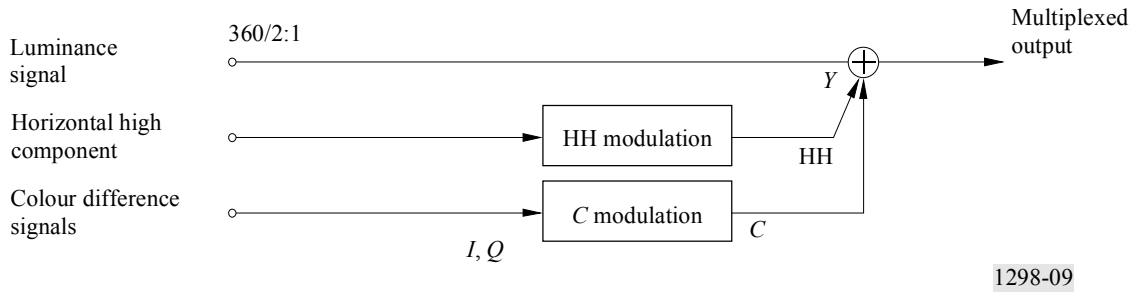 360/2:1
Multiplexed
output
Luminance
signal
Y
Horizontal high
component
HH modulation
HH
Colour difference
signals
C modulation
C
I, Q
1298-09